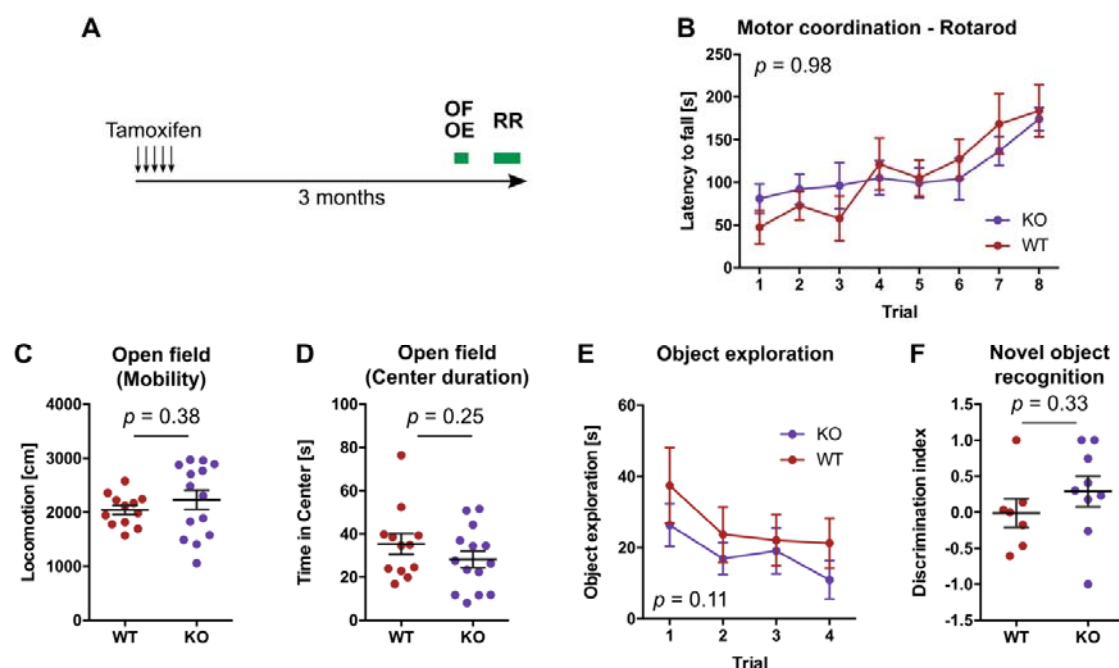 A
Tamoxifen
OF
OE
RR
3 months
B
Motor coordination - Rotarod
p = 0.98
Latency to fall [s]
250
200
150
100
50
0
KO
WT
1 2 3 4 5 6 7 8
Trial
C
Open field
(Mobility)
p = 0.38
Locomotion [cm]
4000
3000
2000
1000
0
WT KO
D
Open field
(Center duration)
p = 0.25
Time in Center [s]
100
80
60
40
20
0
WT KO
E
Object exploration
Object exploration [s]
60
40
20
0
KO
WT
p = 0.11
1 2 3 4
Trial
F
Novel object
recognition
p = 0.33
Discrimination index
1.5
1.0
0.5
0.0
-0.5
-1.0
-1.5
WT KO